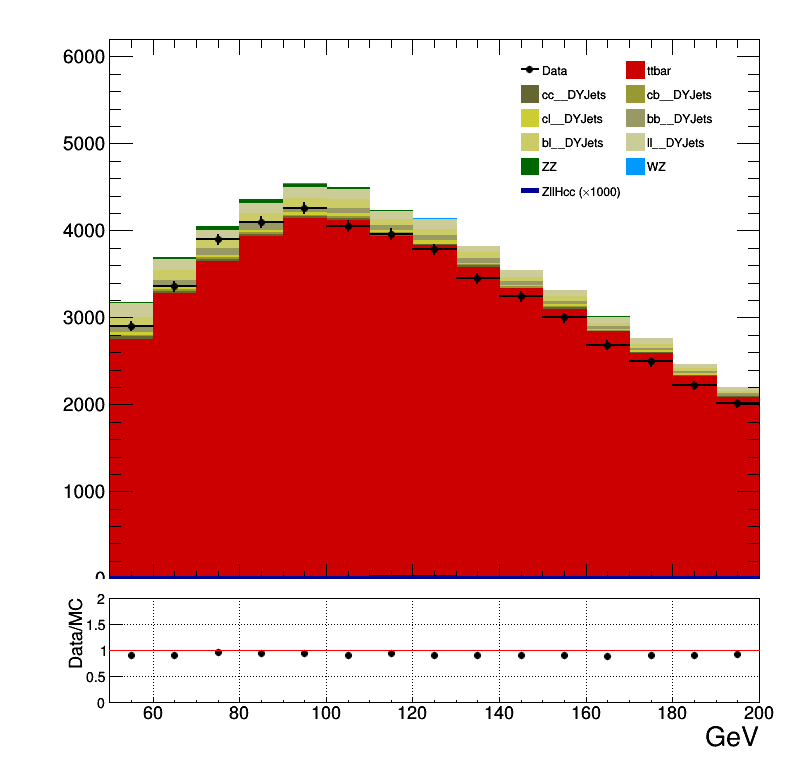 6000
5000
4000
3000
2000
1000
0
Data
ttbar
cc__DYJets
cb__DYJets
cl__DYJets
bb__DYJets
bl__DYJets
ll__DYJets
ZZ
WZ
ZllHcc (×1000)
Data/MC
2
1.5
1
0.5
0
60 80 100 120 140 160 180 200
GeV